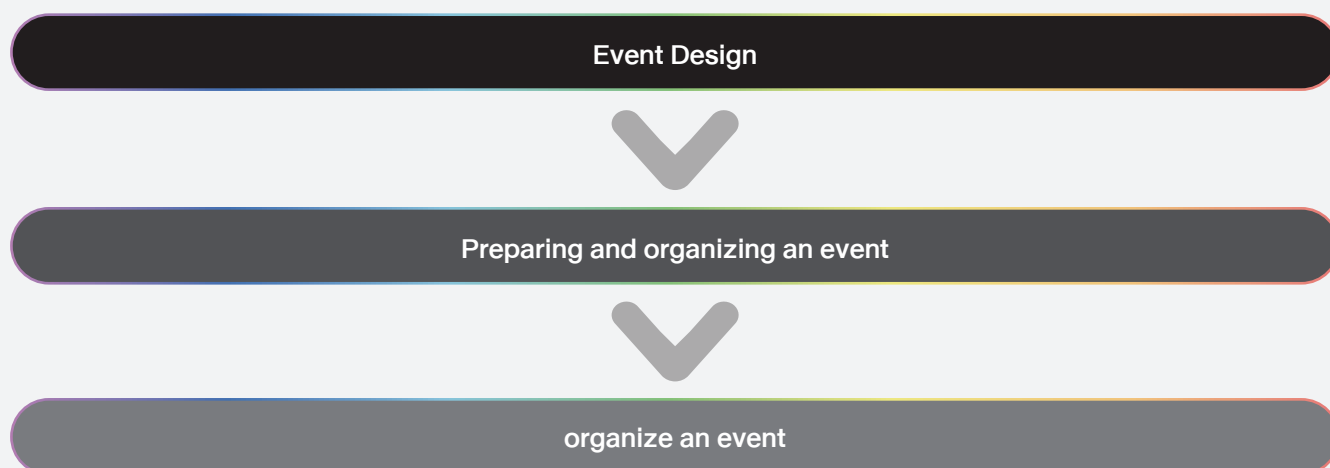 Event Design
Preparing and organizing an event
organize an event